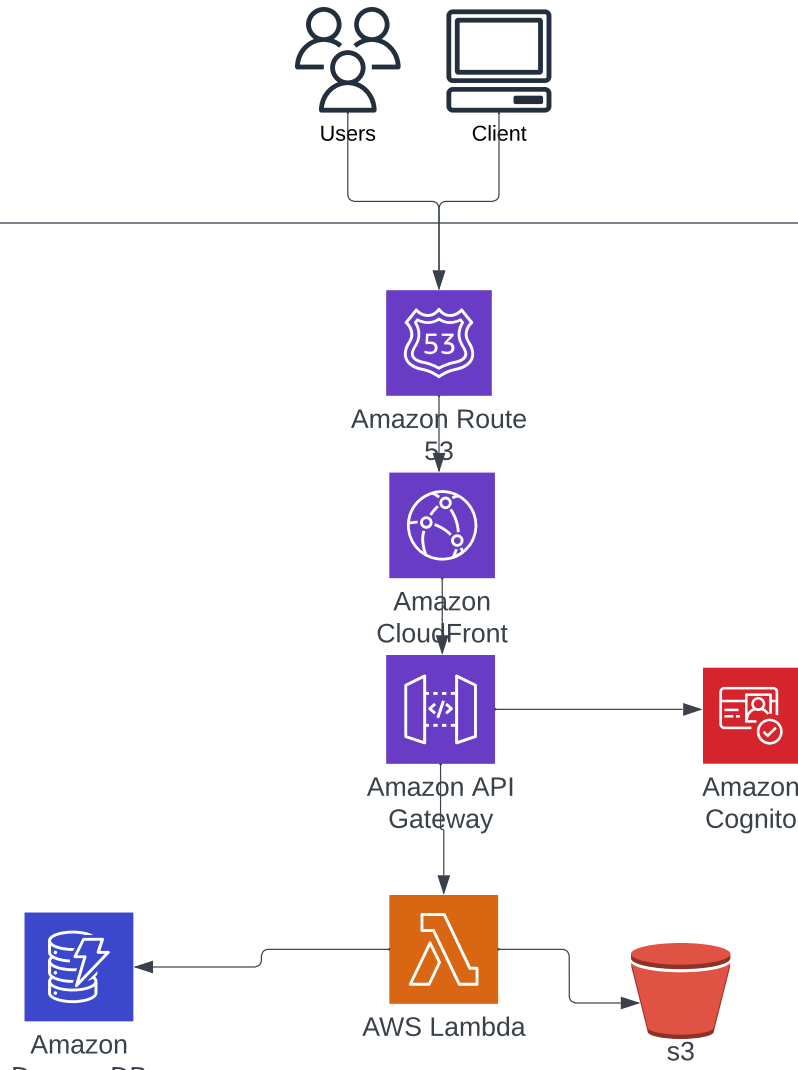 Users
Client
53
Amazon Route
53
Amazon
CloudFront
</>
Amazon API
Gateway
Amazon
Cognito
AWS Lambda
Amazon
s3